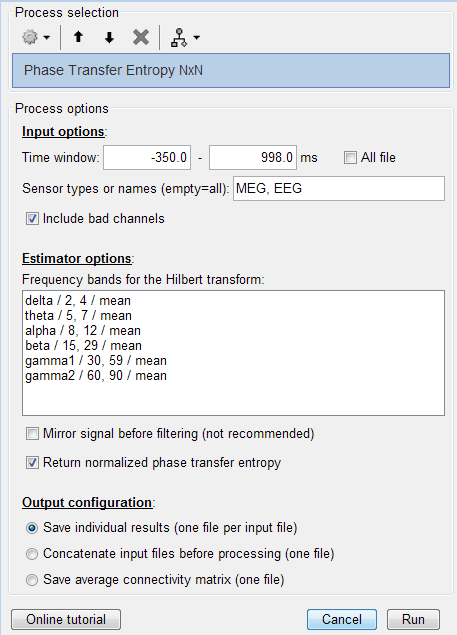 Process selection
Phase Transfer Entropy NxN
Process options
Input options:
Time window: -350.0 - 998.0 ms All file
Sensor types or names (empty=all): MEG, EEG
Include bad channels
Estimator options:
Frequency bands for the Hilbert transform:
delta / 2, 4 / mean
theta / 5, 7 / mean
alpha / 8, 12 / mean
beta / 15, 29 / mean
gamma1 / 30, 59 / mean
gamma2 / 60, 90 / mean
Mirror signal before filtering (not recommended)
Return normalized phase transfer entropy
Output configuration:
Save individual results (one file per input file)
Concatenate input files before processing (one file)
Save average connectivity matrix (one file)
Online tutorial Cancel Run